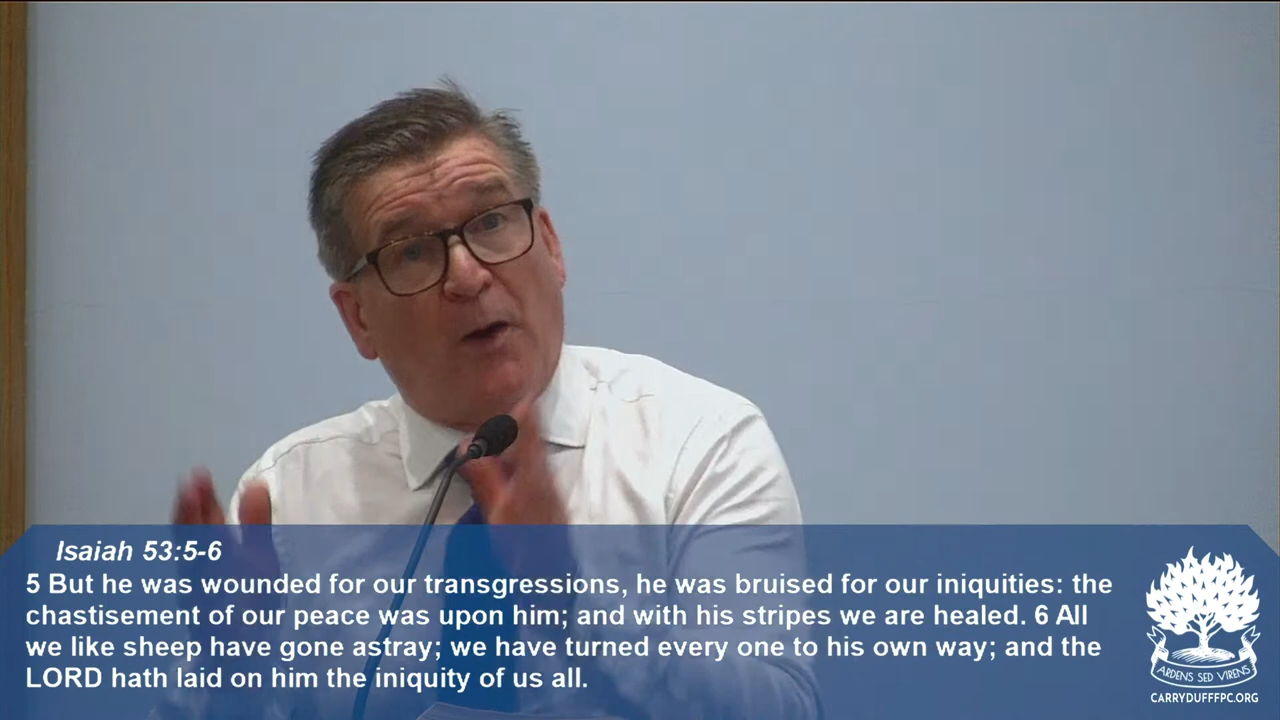 Isaiah 53:5-6
5 But he was wounded for our transgressions, he was bruised for our iniquities: the
chastisement of our peace was upon him; and with his stripes we are healed. 6 All
we like sheep have gone astray; we have turned every one to his own way; and the
LORD hath laid on him the iniquity of us all.
ARDENS SED VIRENS
CARRYDUFFFPC.ORG